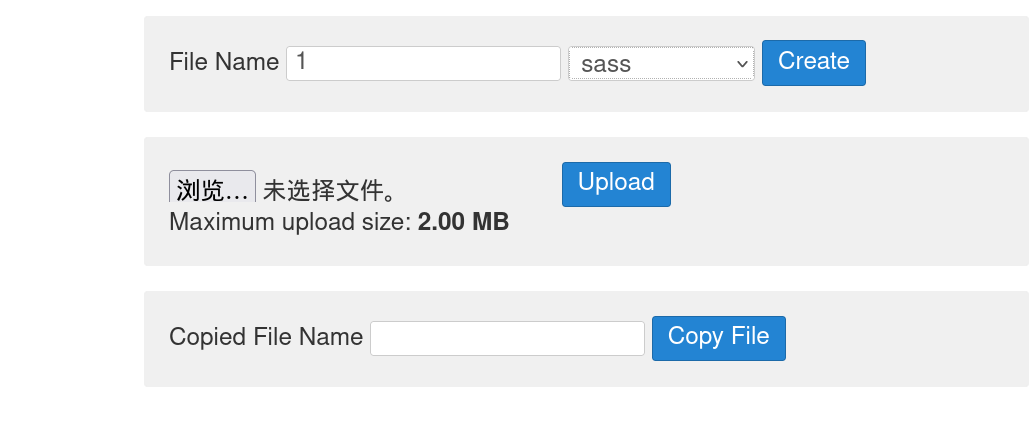 File Name 1 sass Create
浏览... 未选择文件。 Upload
Maximum upload size: 2.00 MB
Copied File Name Copy File